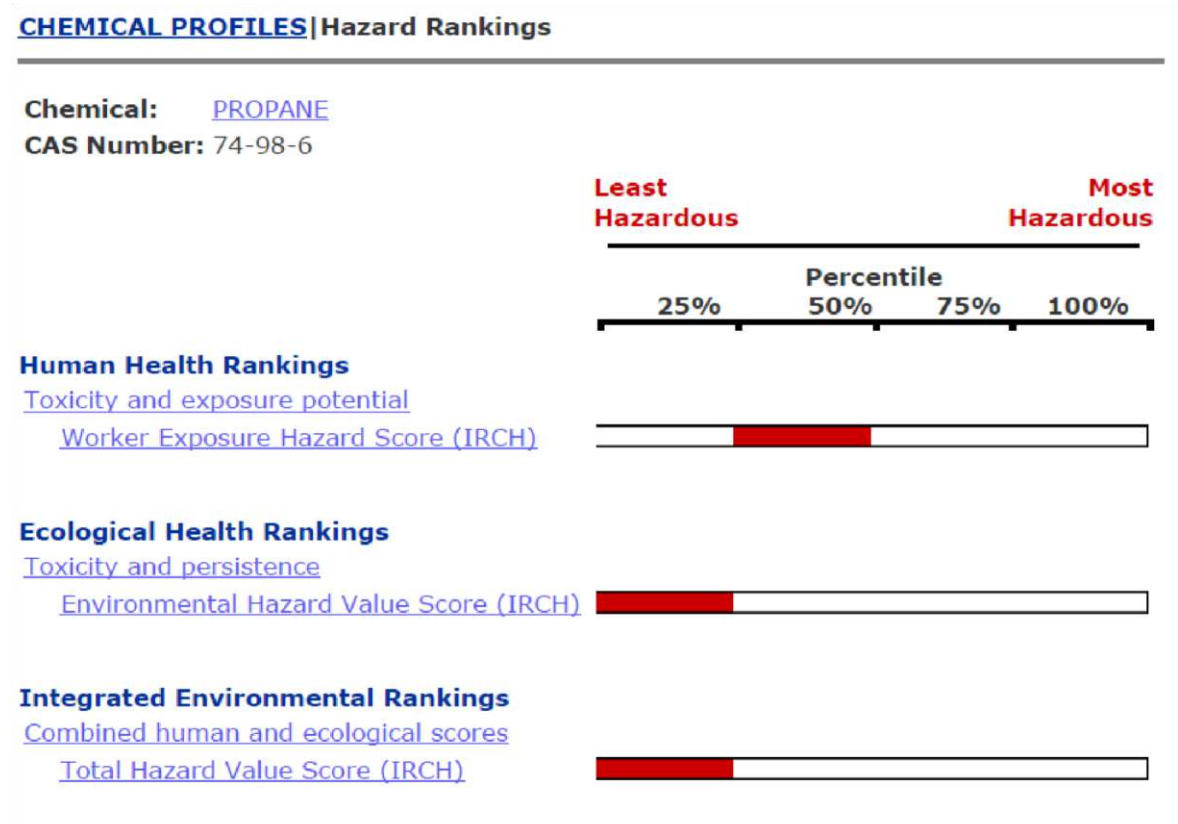 CHEMICAL PROFILES|Hazard Rankings
Chemical: PROPANE
CAS Number: 74-98-6
Least Most
Hazardous Hazardous
Percentile
25% 50% 75% 100%
Human Health Rankings
Toxicity and exposure potential
Worker Exposure Hazard Score (IRCH)
Ecological Health Rankings
Toxicity and persistence
Environmental Hazard Value Score (IRCH)
Integrated Environmental Rankings
Combined human and ecological scores
Total Hazard Value Score (IRCH)